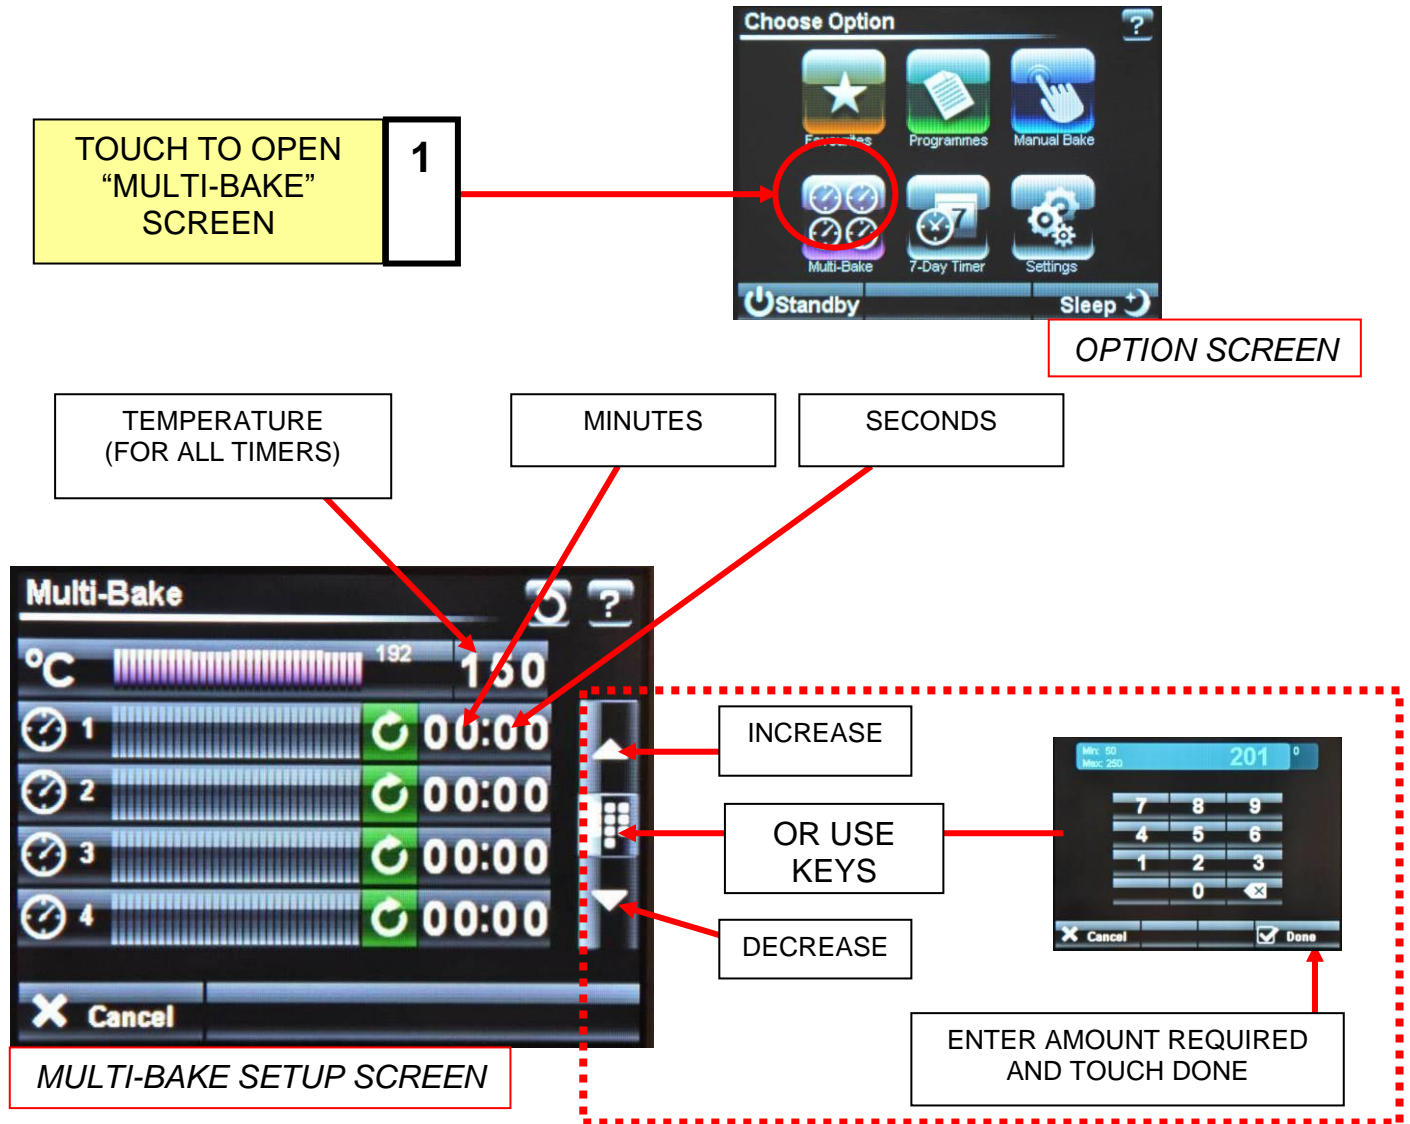 Choose Option
?
Favourites
Programmes
Manual Bake
TOUCH TO OPEN
“MULTI-BAKE”
SCREEN
1
7
Multi-Bake
7-Day Timer
Settings
Standby
Sleep
OPTION SCREEN
TEMPERATURE
(FOR ALL TIMERS)
MINUTES
SECONDS
Multi-Bake
?
°C
192
150
1
00:00
2
00:00
3
00:00
4
00:00
Cancel
MULTI-BAKE SETUP SCREEN
INCREASE
OR USE
KEYS
DECREASE
Min: 50
Max: 250
201
0
7 8 9
4 5 6
1 2 3
0
Cancel
Done
ENTER AMOUNT REQUIRED
AND TOUCH DONE